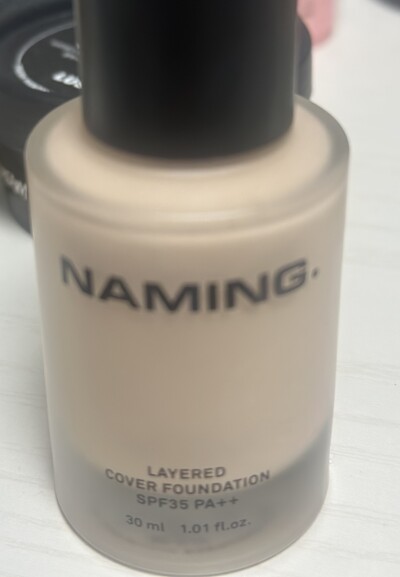 NAMING.
LAYERED
COVER FOUNDATION
SPF35 PA++
30 ml 1.01 fl.oz.